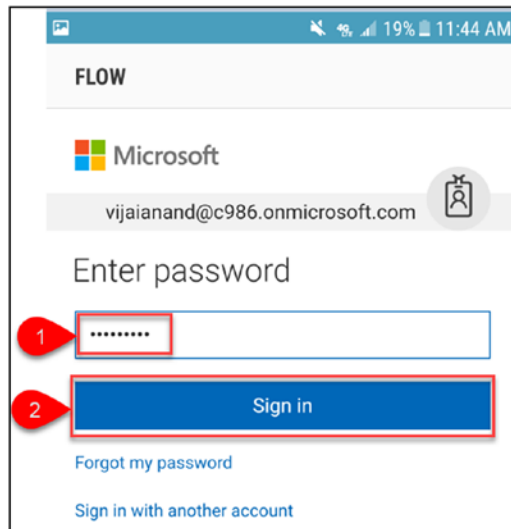 19% 11:44 AM
FLOW
Microsoft
vijaianand@c986.onmicrosoft.com
Enter password
1 •••••••••
2 Sign in
Forgot my password
Sign in with another account